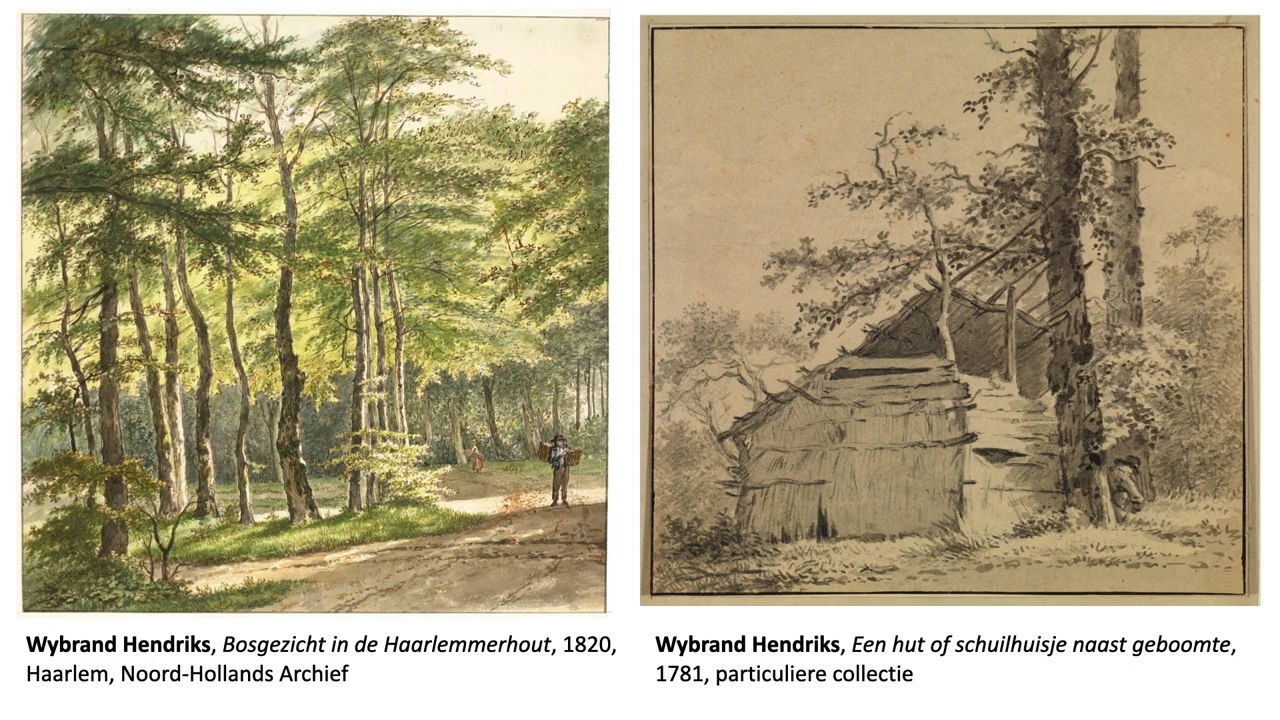 Wybrand Hendriks, Bosgezicht in de Haarlemmerhout, 1820,
Haarlem, Noord-Hollands Archief
Wybrand Hendriks, Een hut of schuilhuisje naast geboomte,
1781, particuliere collectie